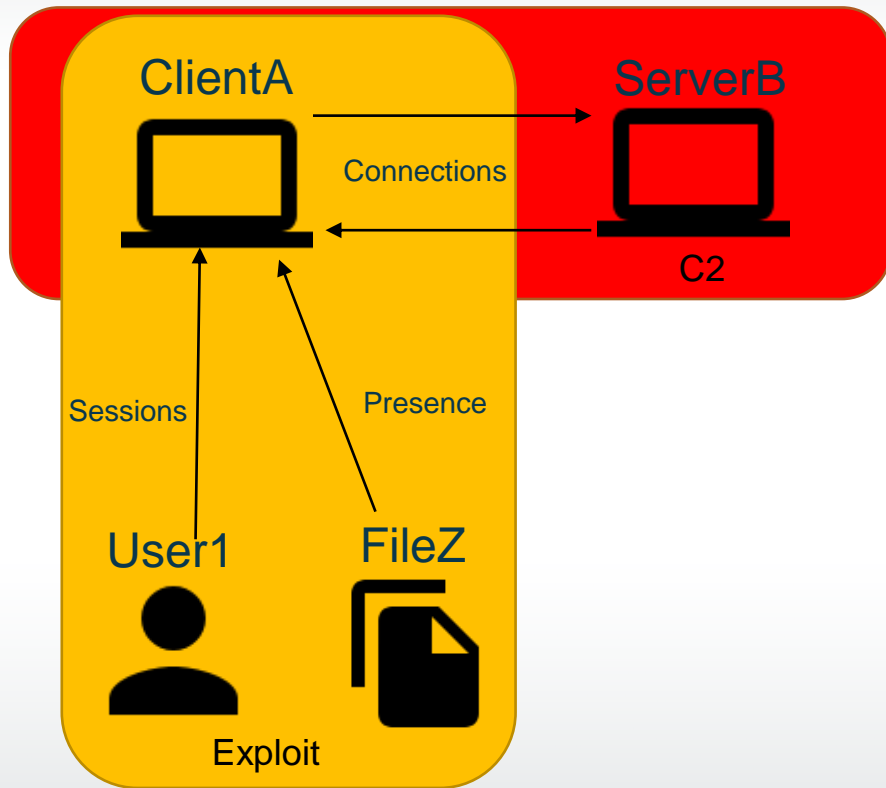 ClientA
ServerB
Connections
C2
Sessions
Presence
User1
FileZ
Exploit